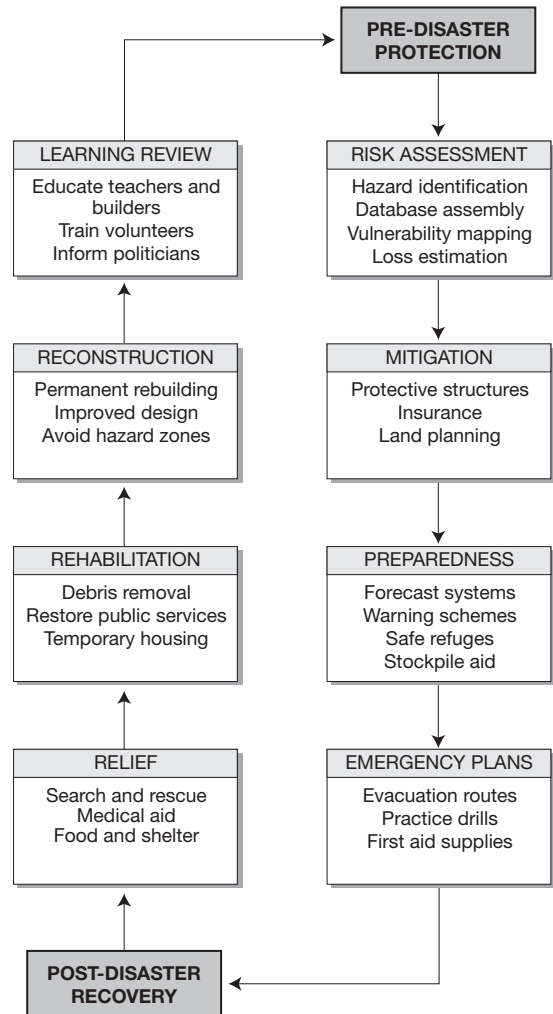 PRE-DISASTER
PROTECTION
RISK ASSESSMENT
Hazard identification
Database assembly
Vulnerability mapping
Loss estimation
MITIGATION
Protective structures
Insurance
Land planning
PREPAREDNESS
Forecast systems
Warning schemes
Safe refuges
Stockpile aid
EMERGENCY PLANS
Evacuation routes
Practice drills
First aid supplies
POST-DISASTER
RECOVERY
RELIEF
Search and rescue
Medical aid
Food and shelter
REHABILITATION
Debris removal
Restore public services
Temporary housing
RECONSTRUCTION
Permanent rebuilding
Improved design
Avoid hazard zones
LEARNING REVIEW
Educate teachers and
builders
Train volunteers
Inform politicians